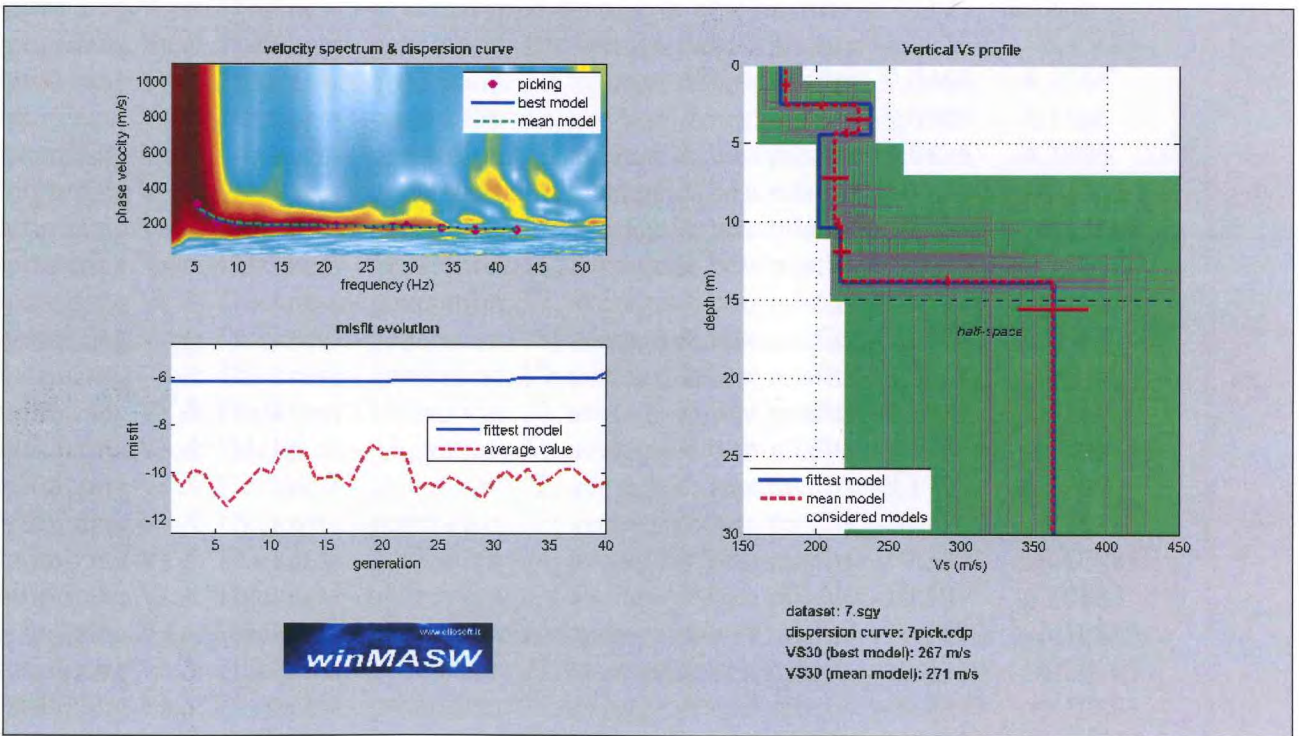 velocity spectrum & dispersion curve
1000
800
600
400
200
phase velocity (m/s)
picking
best model
mean model
5 10 15 20 25 30 35 40 45 50
frequency (Hz)
misfit evolution
-6
-8
-10
-12
misfit
fittest model
average value
5 10 15 20 25 30 35 40
generation
www.eliosoft.it
winMASW
Vertical Vs profile
0
5
10
15
20
25
30
depth (m)
half-space
fittest model
mean model
considered models
150 200 250 300 350 400 450
Vs (m/s)
dataset: 7.sgy
dispersion curve: 7pick.cdp
VS30 (best model): 267 m/s
VS30 (mean model): 271 m/s